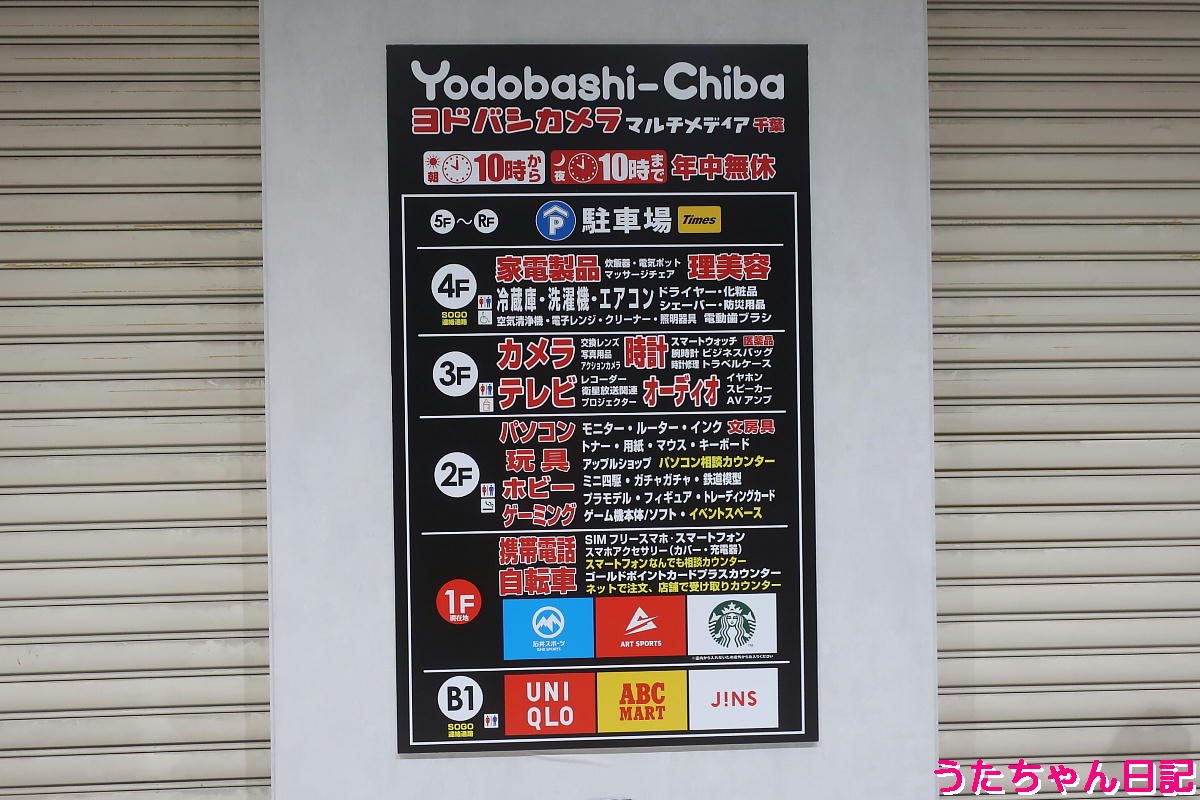 Yodobashi-Chiba
ヨドバシカメラ マルチメディア 千葉
朝 10時から 夜 10時まで 年中無休
5F～RF P 駐車場 Times
4F
SOGO
連絡通路
家電製品 炊飯器・電気ポット
マッサージチェア 理美容
冷蔵庫・洗濯機・エアコン ドライヤー・化粧品
シェーバー・防災用品
空気清浄機・電子レンジ・クリーナー・照明器具 電動歯ブラシ
3F
カメラ 交換レンズ
写真用品
アクションカメラ
時計 スマートウォッチ 医薬品
腕時計 ビジネスバッグ
時計修理 トラベルケース
テレビ レコーダー
衛星放送関連
プロジェクター
オーディオ イヤホン
スピーカー
AVアンプ
2F
パソコン
玩具
ホビー
ゲーミング
モニター・ルーター・インク 文房具
トナー・用紙・マウス・キーボード
アップルショップ パソコン相談カウンター
ミニ四駆・ガチャガチャ・鉄道模型
プラモデル・フィギュア・トレーディングカード
ゲーム機本体/ソフト・イベントスペース
1F
現在地
携帯電話
自転車
SIMフリースマホ・スマートフォン
スマホアクセサリー（カバー・充電器）
スマートフォンなんでも相談カウンター
ゴールドポイントカードプラスカウンター
ネットで注文、店舗で受け取りカウンター
石井スポーツ
ISHII SPORTS
ART SPORTS
B1
SOGO
連絡通路
UNI
QLO
ABC
MART
J!NS
うたちゃん日記